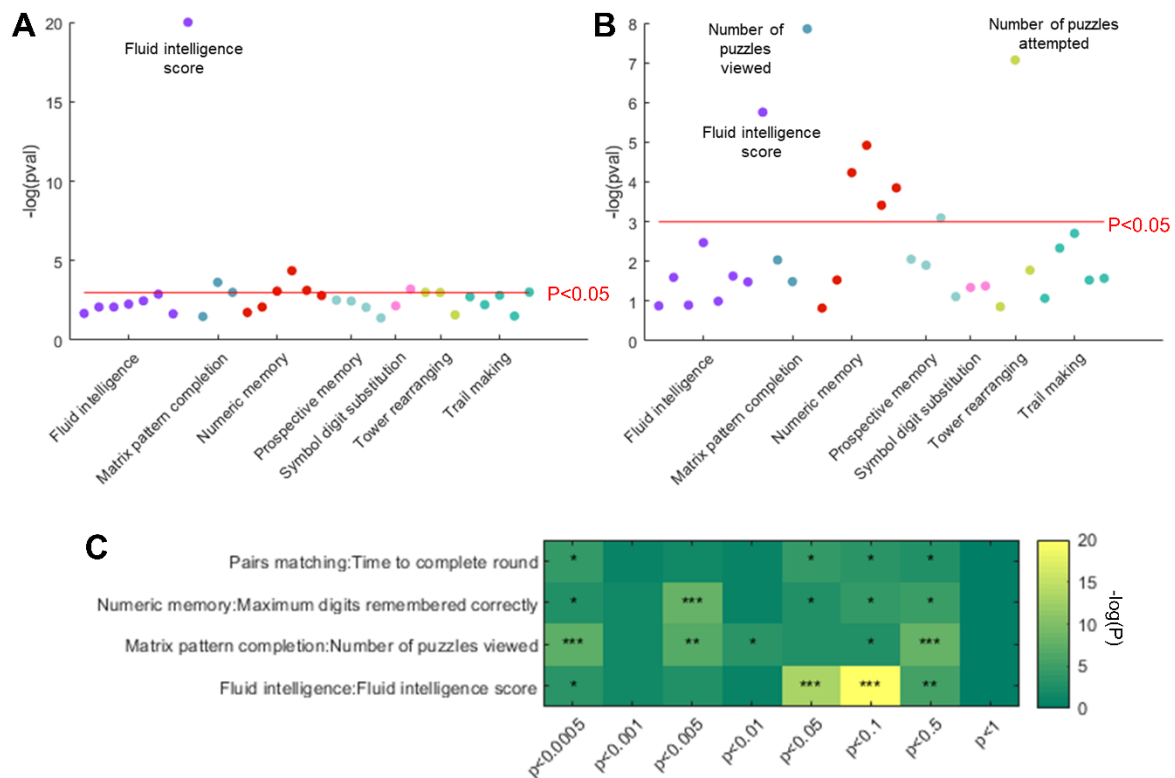 A
20
15
10
5
0
-log(pval)
Fluid intelligence
score
P<0.05
Fluid intelligence
Matrix pattern completion
Numeric memory
Prospective memory
Symbol digit substitution
Tower rearranging
Trail making
B
8
7
6
5
4
3
2
1
0
-log(pval)
Number of
puzzles
viewed
Number of puzzles
attempted
Fluid intelligence
score
P<0.05
Fluid intelligence
Matrix pattern completion
Numeric memory
Prospective memory
Symbol digit substitution
Tower rearranging
Trail making
C
Pairs matching:Time to complete round
* * * *
Numeric memory:Maximum digits remembered correctly
* *** * * *
Matrix pattern completion:Number of puzzles viewed
*** ** * * ***
Fluid intelligence:Fluid intelligence score
* *** *** **
p<0.0005
p<0.001
p<0.005
p<0.01
p<0.05
p<0.1
p<0.5
p<1
20
15
10
5
0
-log(P)